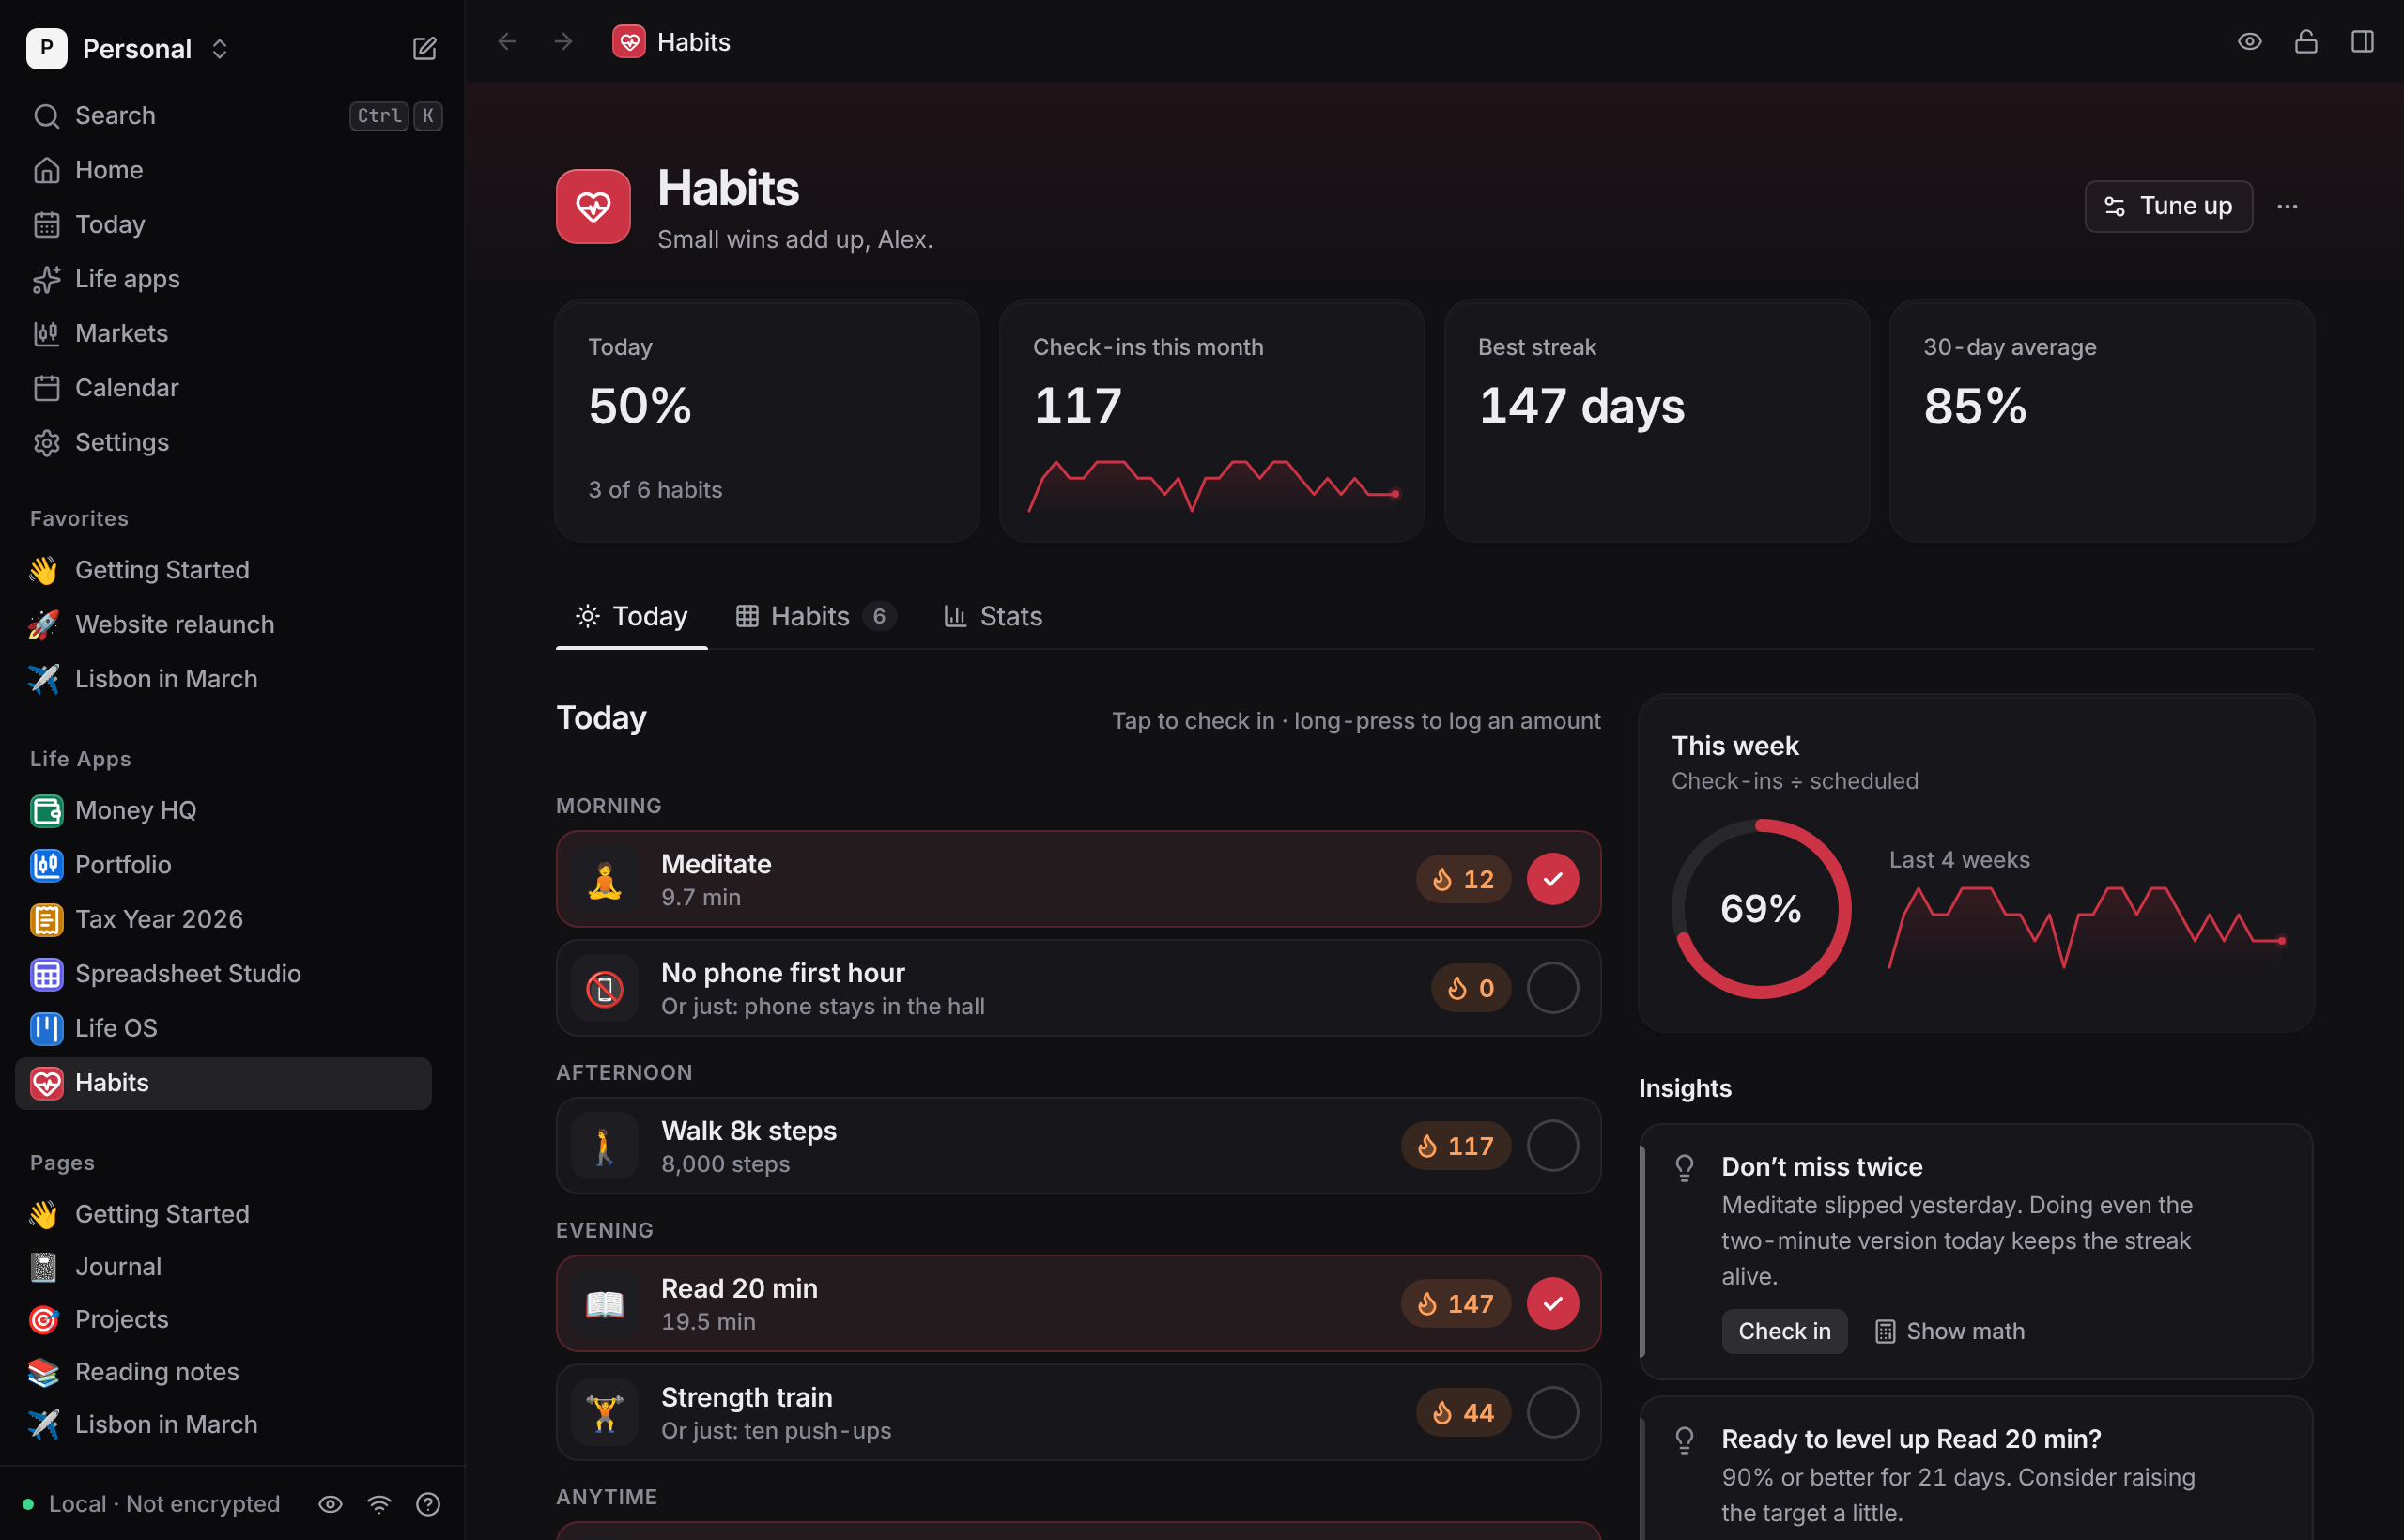 P Personal
Search Ctrl K
Home
Today
Life apps
Markets
Calendar
Settings
Favorites
Getting Started
Website relaunch
Lisbon in March
Life Apps
Money HQ
Portfolio
Tax Year 2026
Spreadsheet Studio
Life OS
Habits
Pages
Getting Started
Journal
Projects
Reading notes
Lisbon in March
Local · Not encrypted
Habits
Habits
Small wins add up, Alex.
Tune up
Today
50%
3 of 6 habits
Check-ins this month
117
Best streak
147 days
30-day average
85%
Today
Habits 6
Stats
Today
Tap to check in · long-press to log an amount
MORNING
Meditate
9.7 min
12
No phone first hour
Or just: phone stays in the hall
0
AFTERNOON
Walk 8k steps
8,000 steps
117
EVENING
Read 20 min
19.5 min
147
Strength train
Or just: ten push-ups
44
ANYTIME
This week
Check-ins ÷ scheduled
69%
Last 4 weeks
Insights
Don’t miss twice
Meditate slipped yesterday. Doing even the
two-minute version today keeps the streak
alive.
Check in
Show math
Ready to level up Read 20 min?
90% or better for 21 days. Consider raising
the target a little.